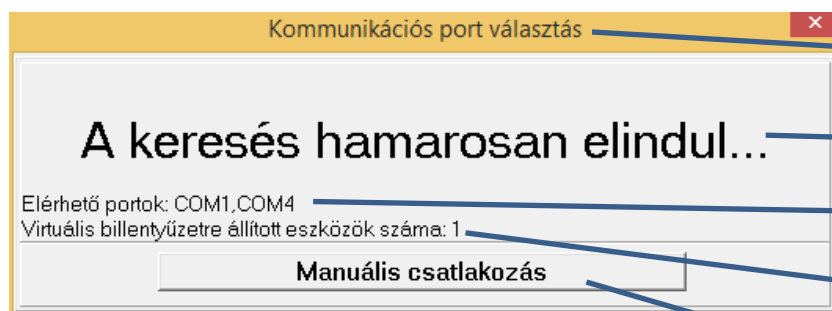 Kommunikációs port választás
A keresés hamarosan elindul...
Elérhető portok: COM1,COM4
Virtuális billentyűzetre állított eszközök száma: 1
Manuális csatlakozás